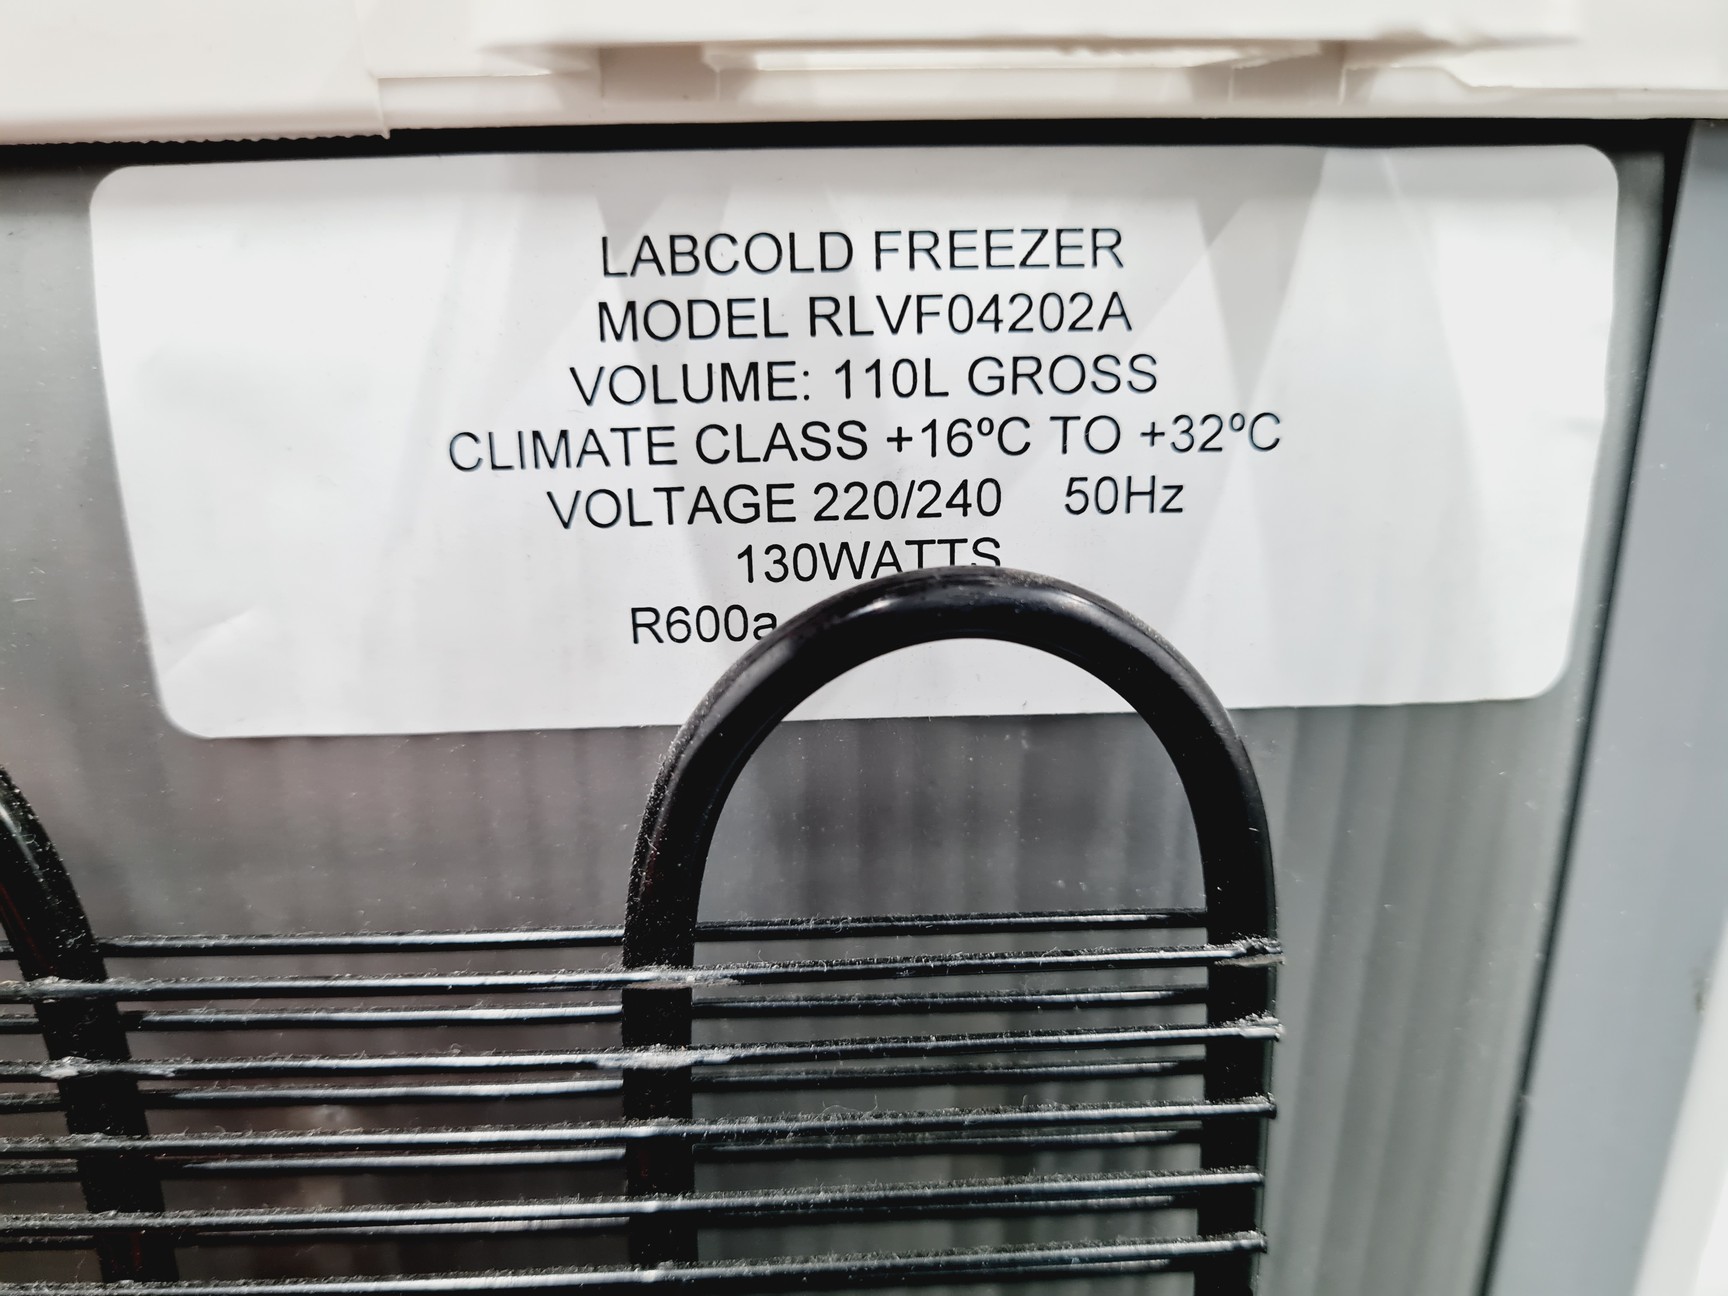 LABCOLD FREEZER
MODEL RLVF04202A
VOLUME: 110L GROSS
CLIMATE CLASS +16ºC TO +32ºC
VOLTAGE 220/240 50Hz
130WATTS
R600a